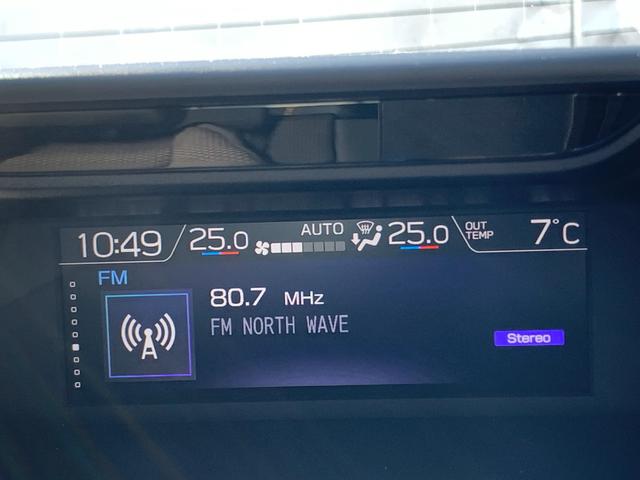 10:49 25.0 AUTO 25.0 OUT TEMP 7°C
FM
80.7 MHz
FM NORTH WAVE
Stereo